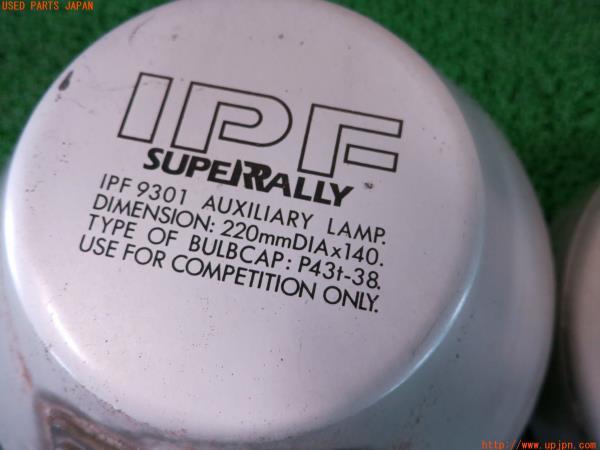 USED PARTS JAPAN
IPF
SUPERRALLY ™
IPF 9301 AUXILIARY LAMP.
DIMENSION: 220mmDIAx140.
TYPE OF BULBCAP: P43t-38.
USE FOR COMPETITION ONLY.
http://www.upjpn.com/